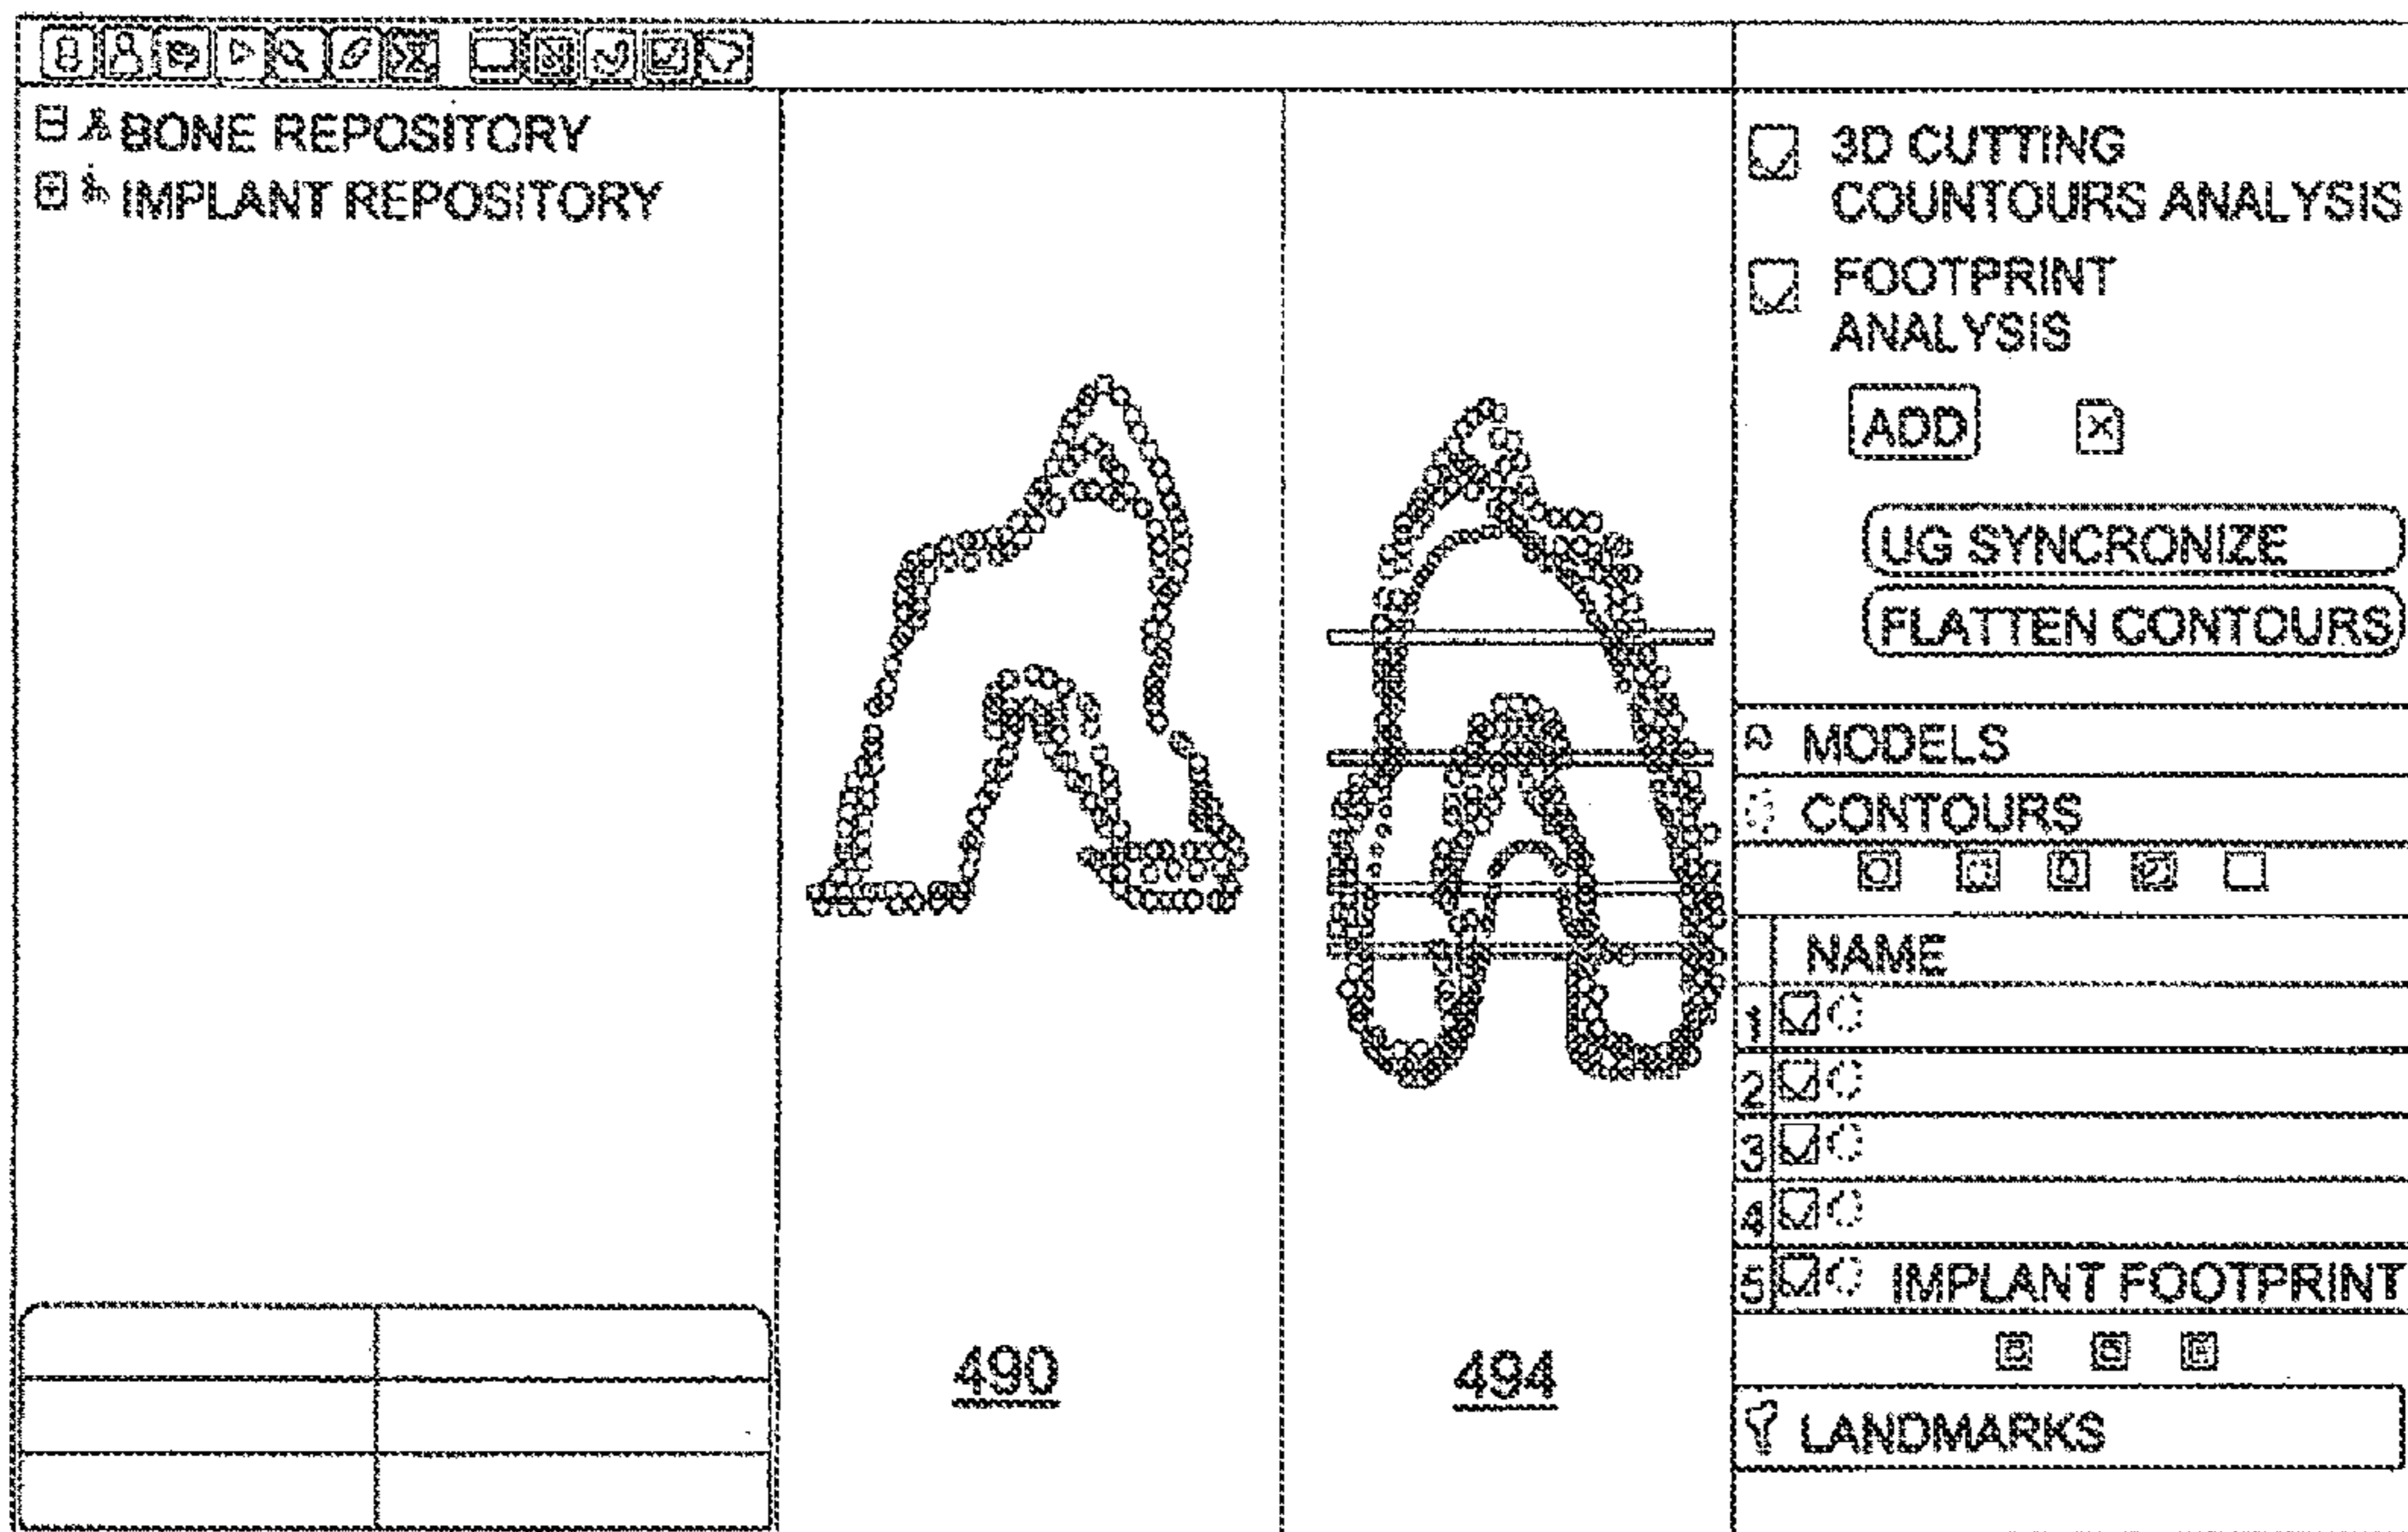 BONE REPOSITORY
IMPLANT REPOSITORY
490
494
3D CUTTING
COUNTOURS ANALYSIS
FOOTPRINT
ANALYSIS
ADD
UG SYNCRONIZE
FLATTEN CONTOURS
MODELS
CONTOURS
NAME
1
2
3
4
5 IMPLANT FOOTPRINT
LANDMARKS